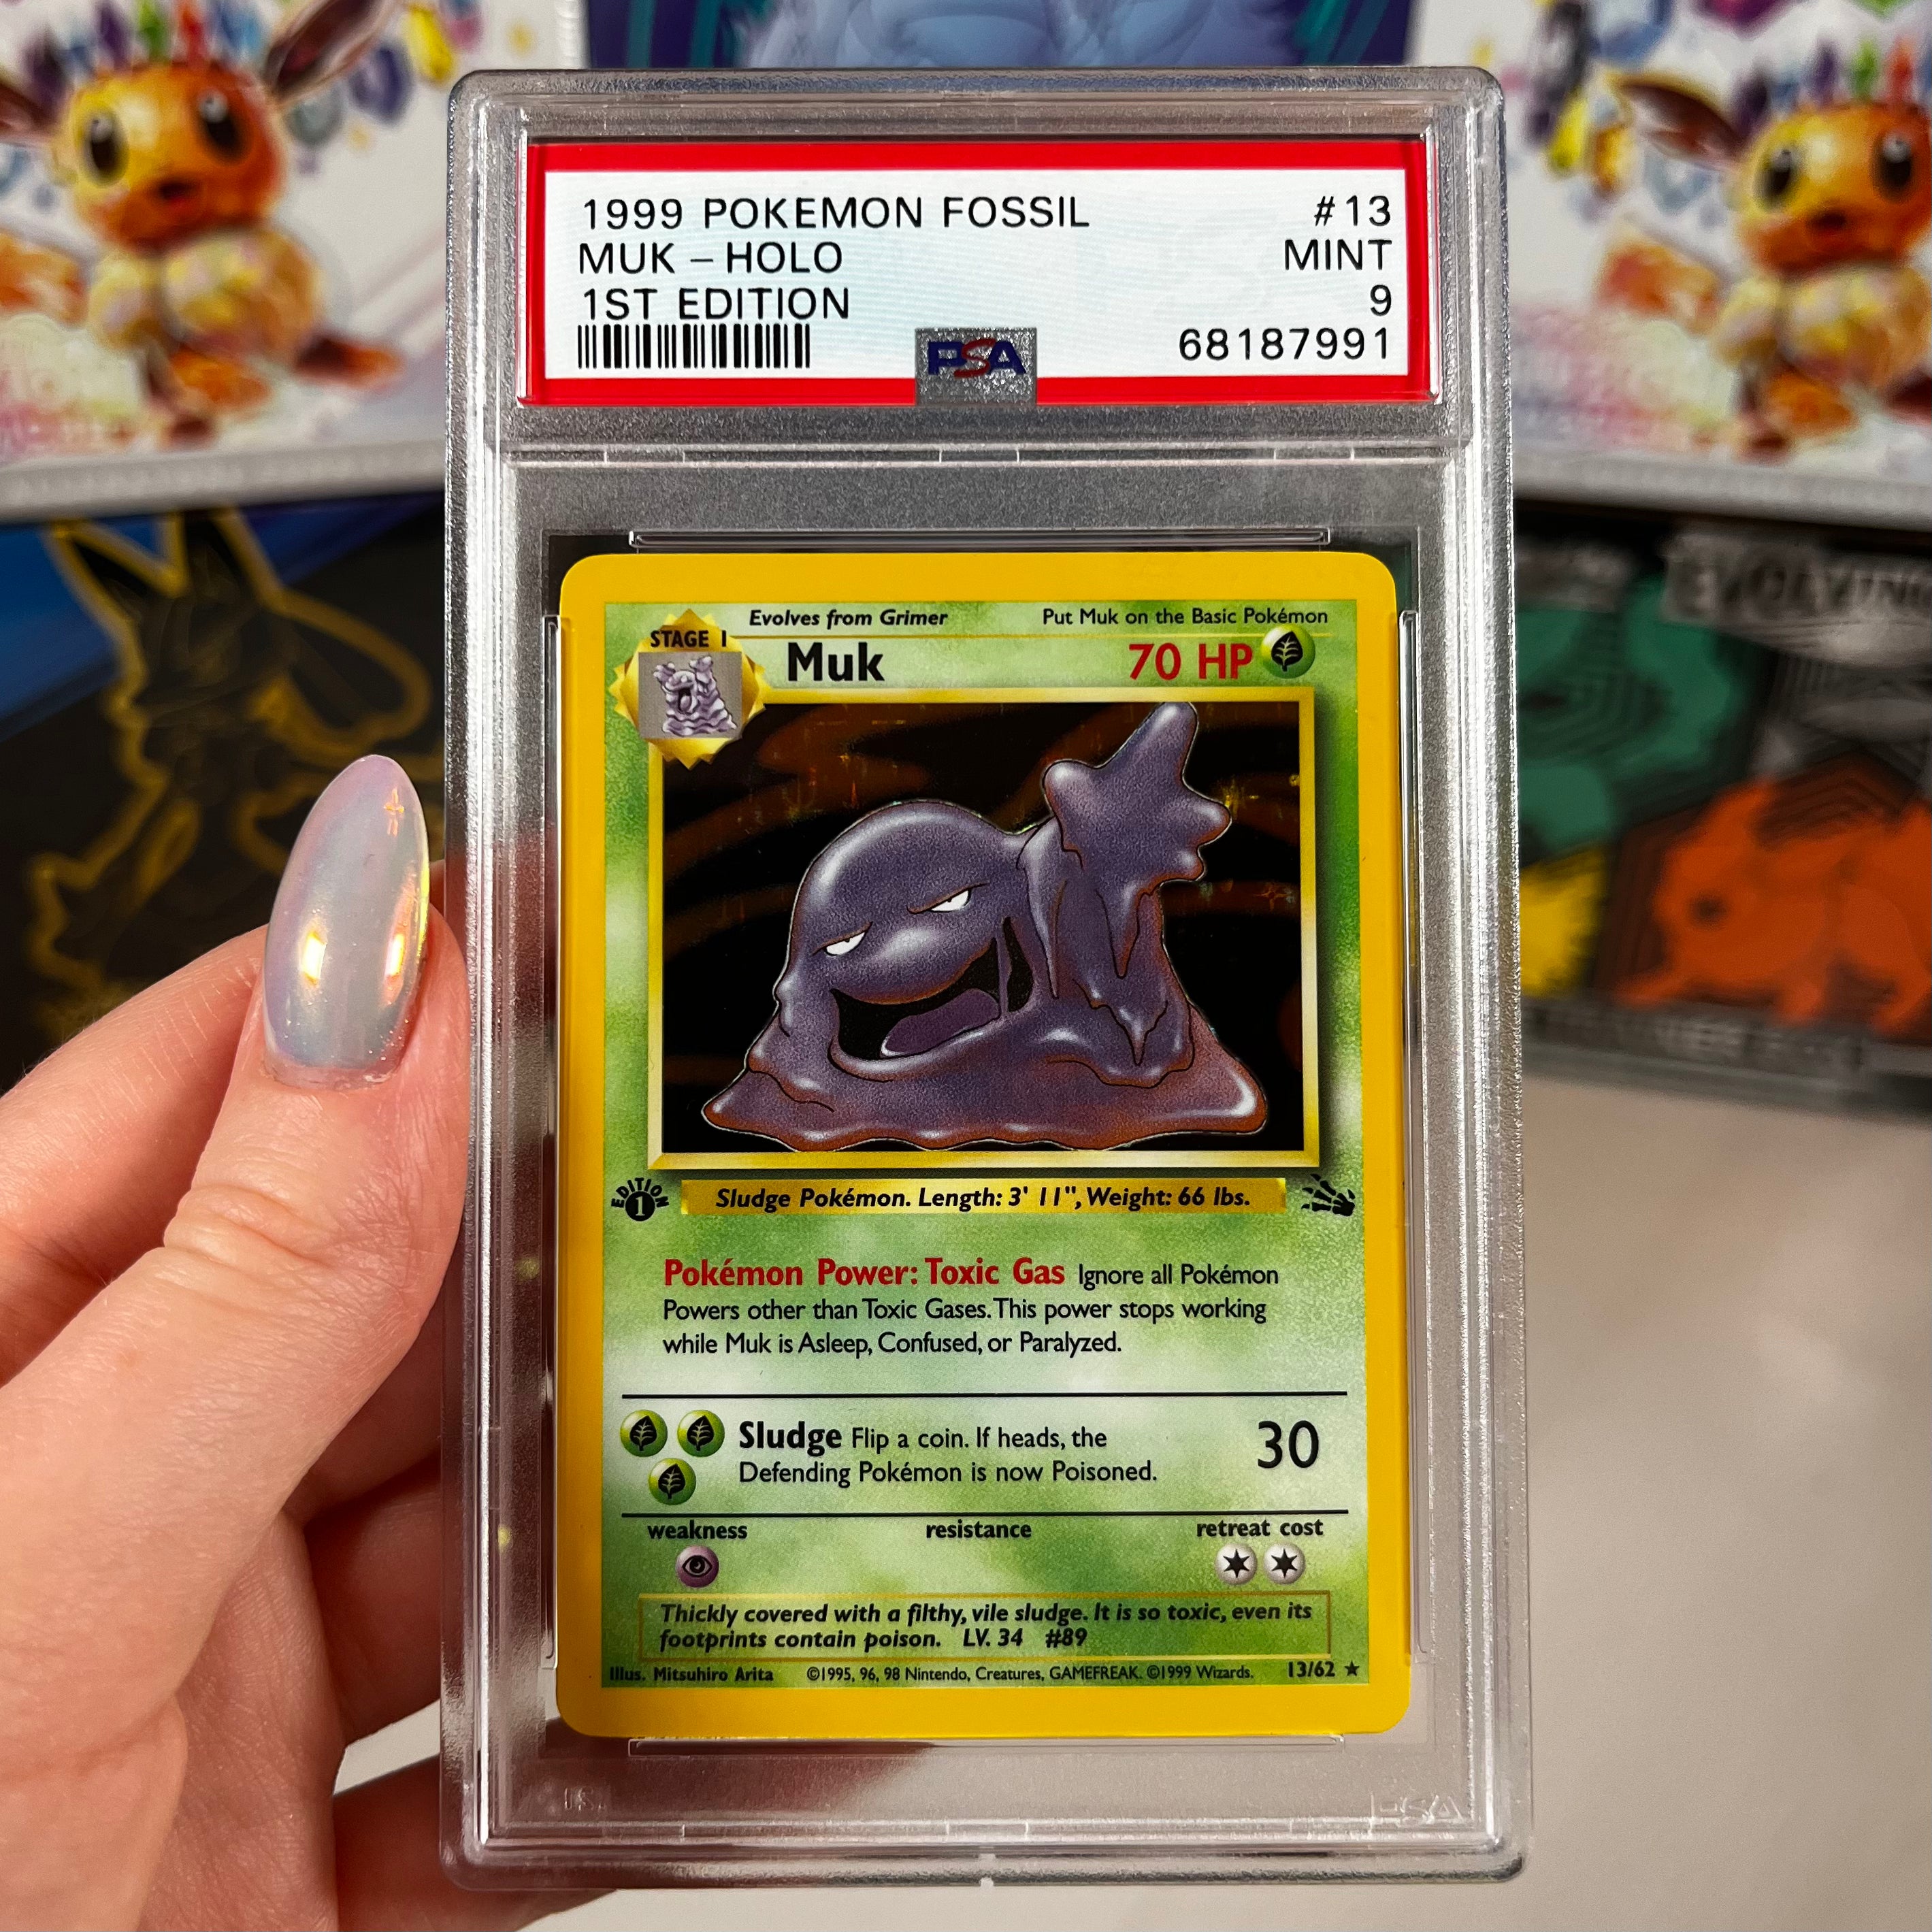 1999 POKEMON FOSSIL #13
MUK – HOLO MINT
1ST EDITION 9
PSA 68187991
Evolves from Grimer Put Muk on the Basic Pokémon
STAGE 1
Muk 70 HP
EDITION 1
Sludge Pokémon. Length: 3' 11", Weight: 66 lbs.
Pokémon Power: Toxic Gas Ignore all Pokémon
Powers other than Toxic Gases. This power stops working
while Muk is Asleep, Confused, or Paralyzed.
Sludge Flip a coin. If heads, the
Defending Pokémon is now Poisoned.
30
weakness resistance retreat cost
Thickly covered with a filthy, vile sludge. It is so toxic, even its
footprints contain poison. LV. 34 #89
Illus. Mitsuhiro Arita ©1995, 96, 98 Nintendo, Creatures, GAMEFREAK. ©1999 Wizards. 13/62 ★
PSA
EVOLVING